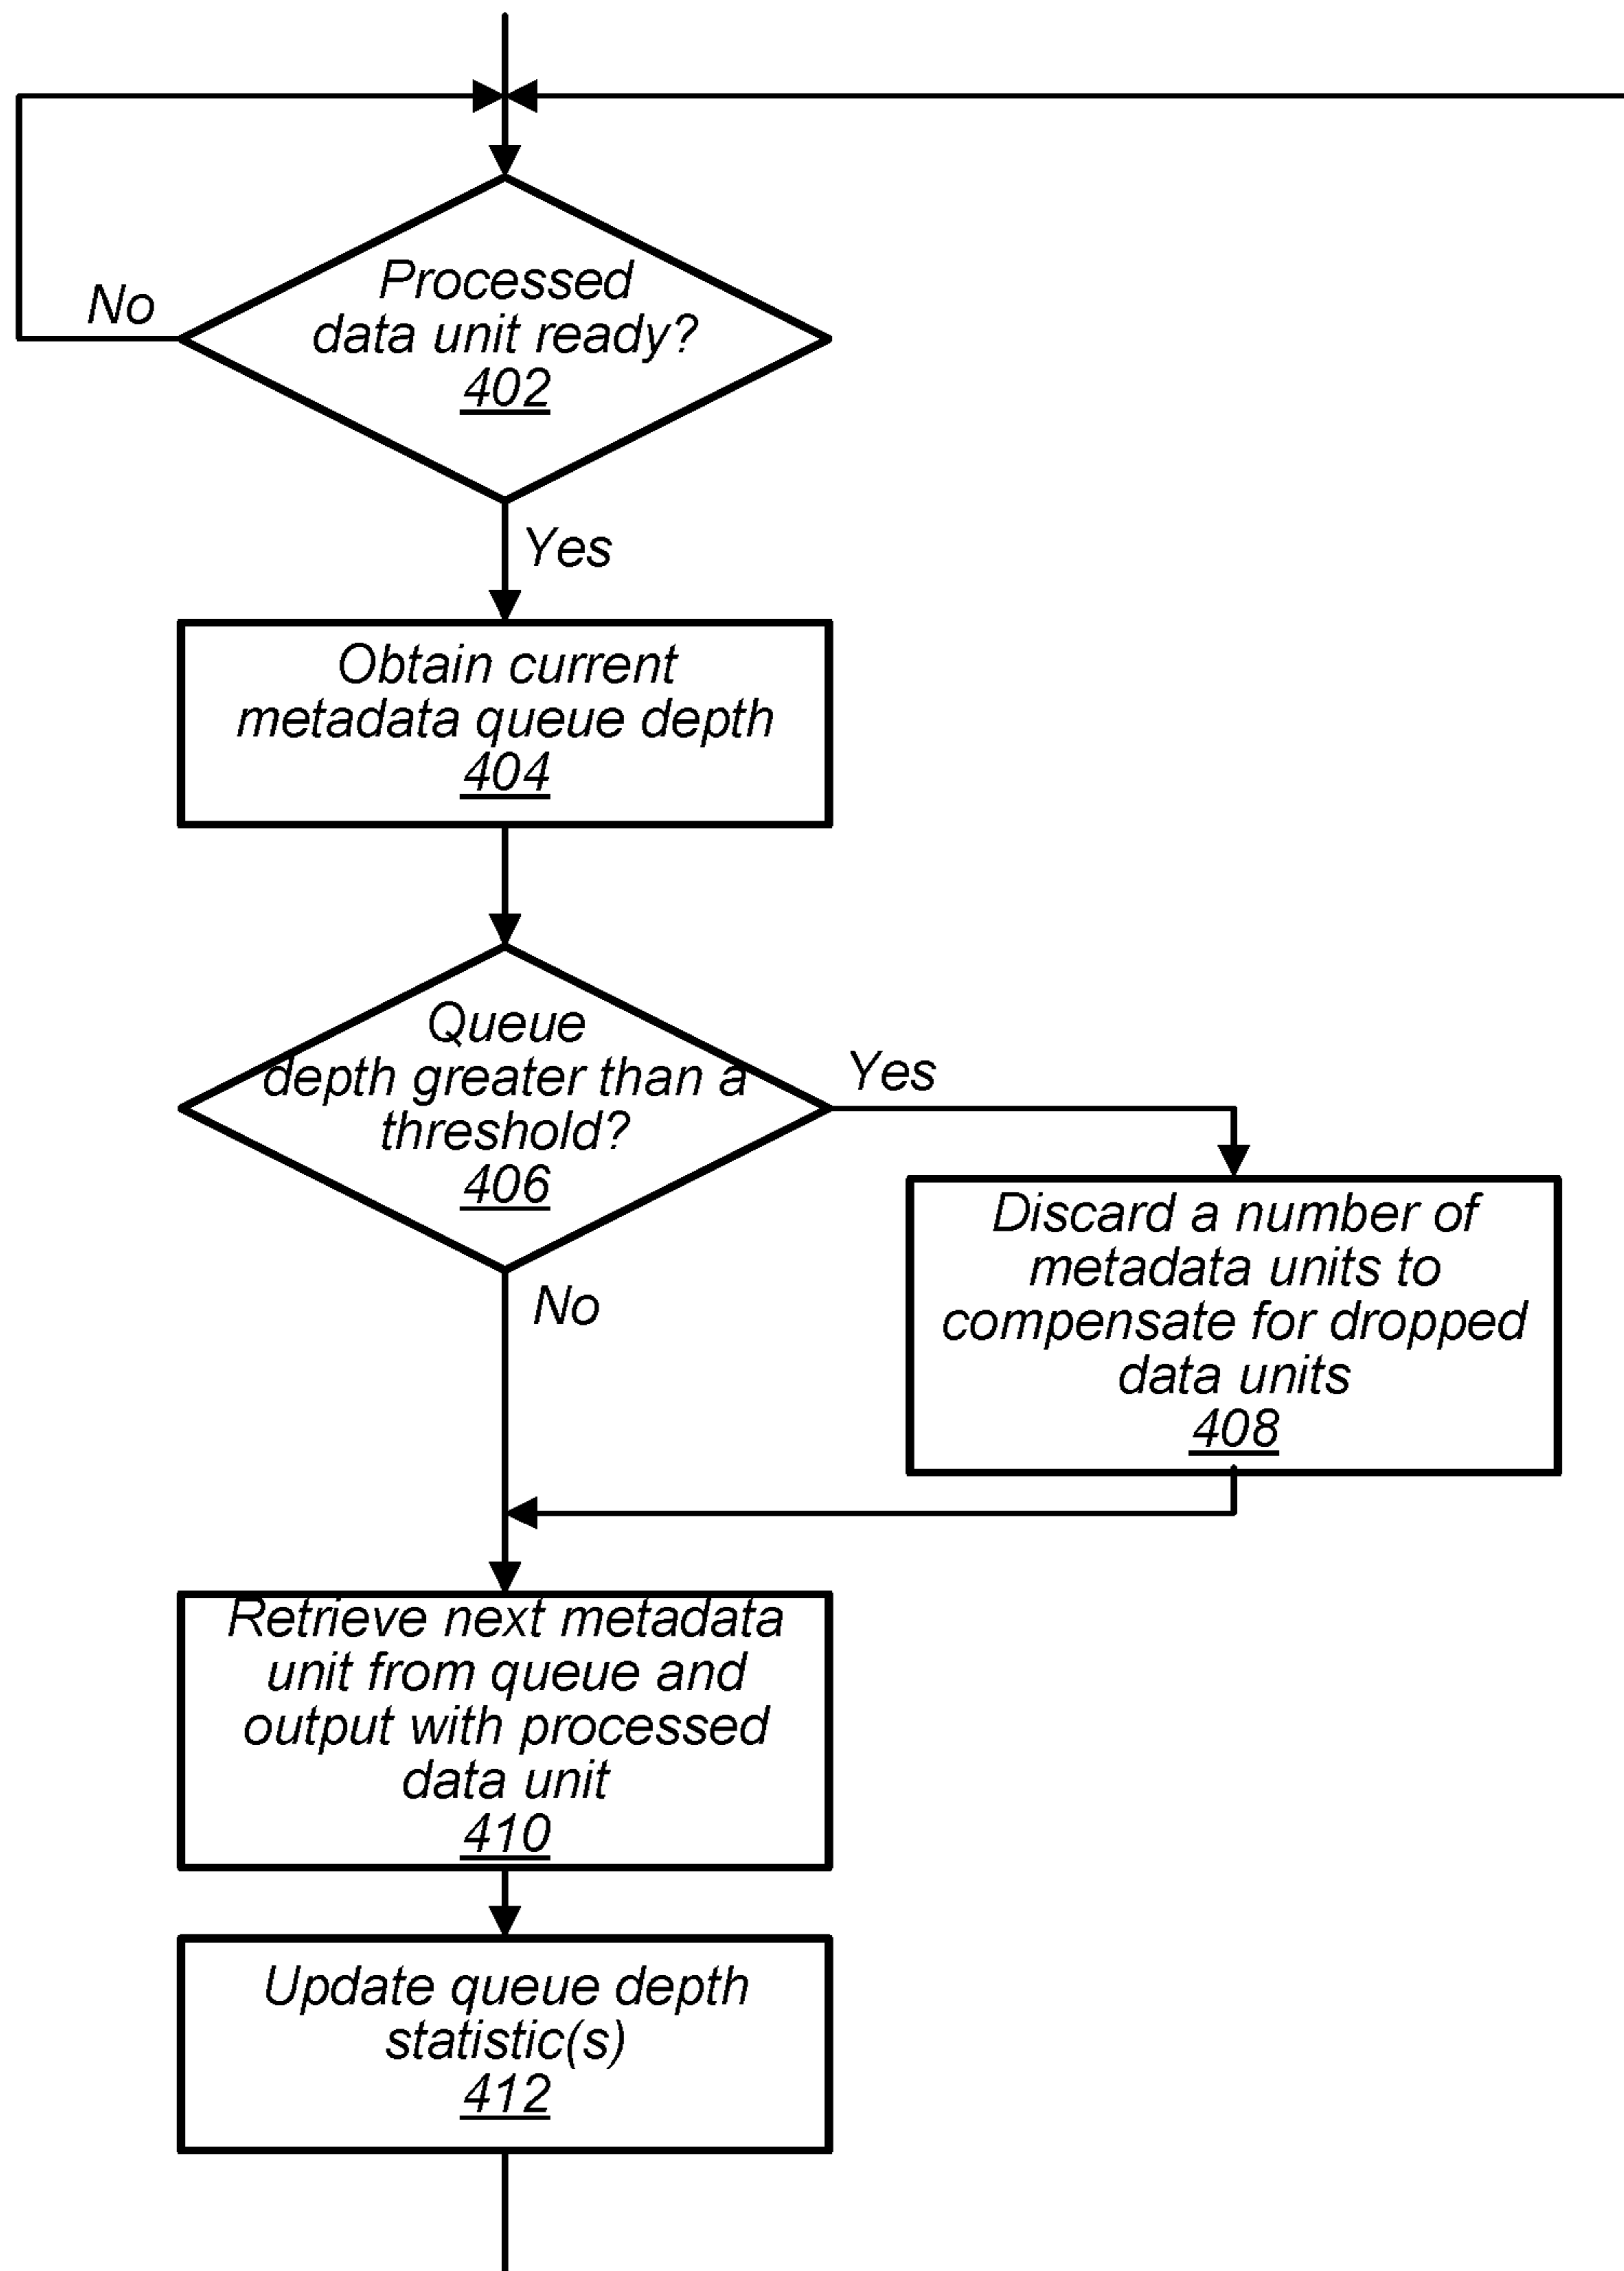 Processed
data unit ready?
402
No
Yes
Obtain current
metadata queue depth
404
Queue
depth greater than a
threshold?
406
Yes
No
Discard a number of
metadata units to
compensate for dropped
data units
408
Retrieve next metadata
unit from queue and
output with processed
data unit
410
Update queue depth
statistic(s)
412